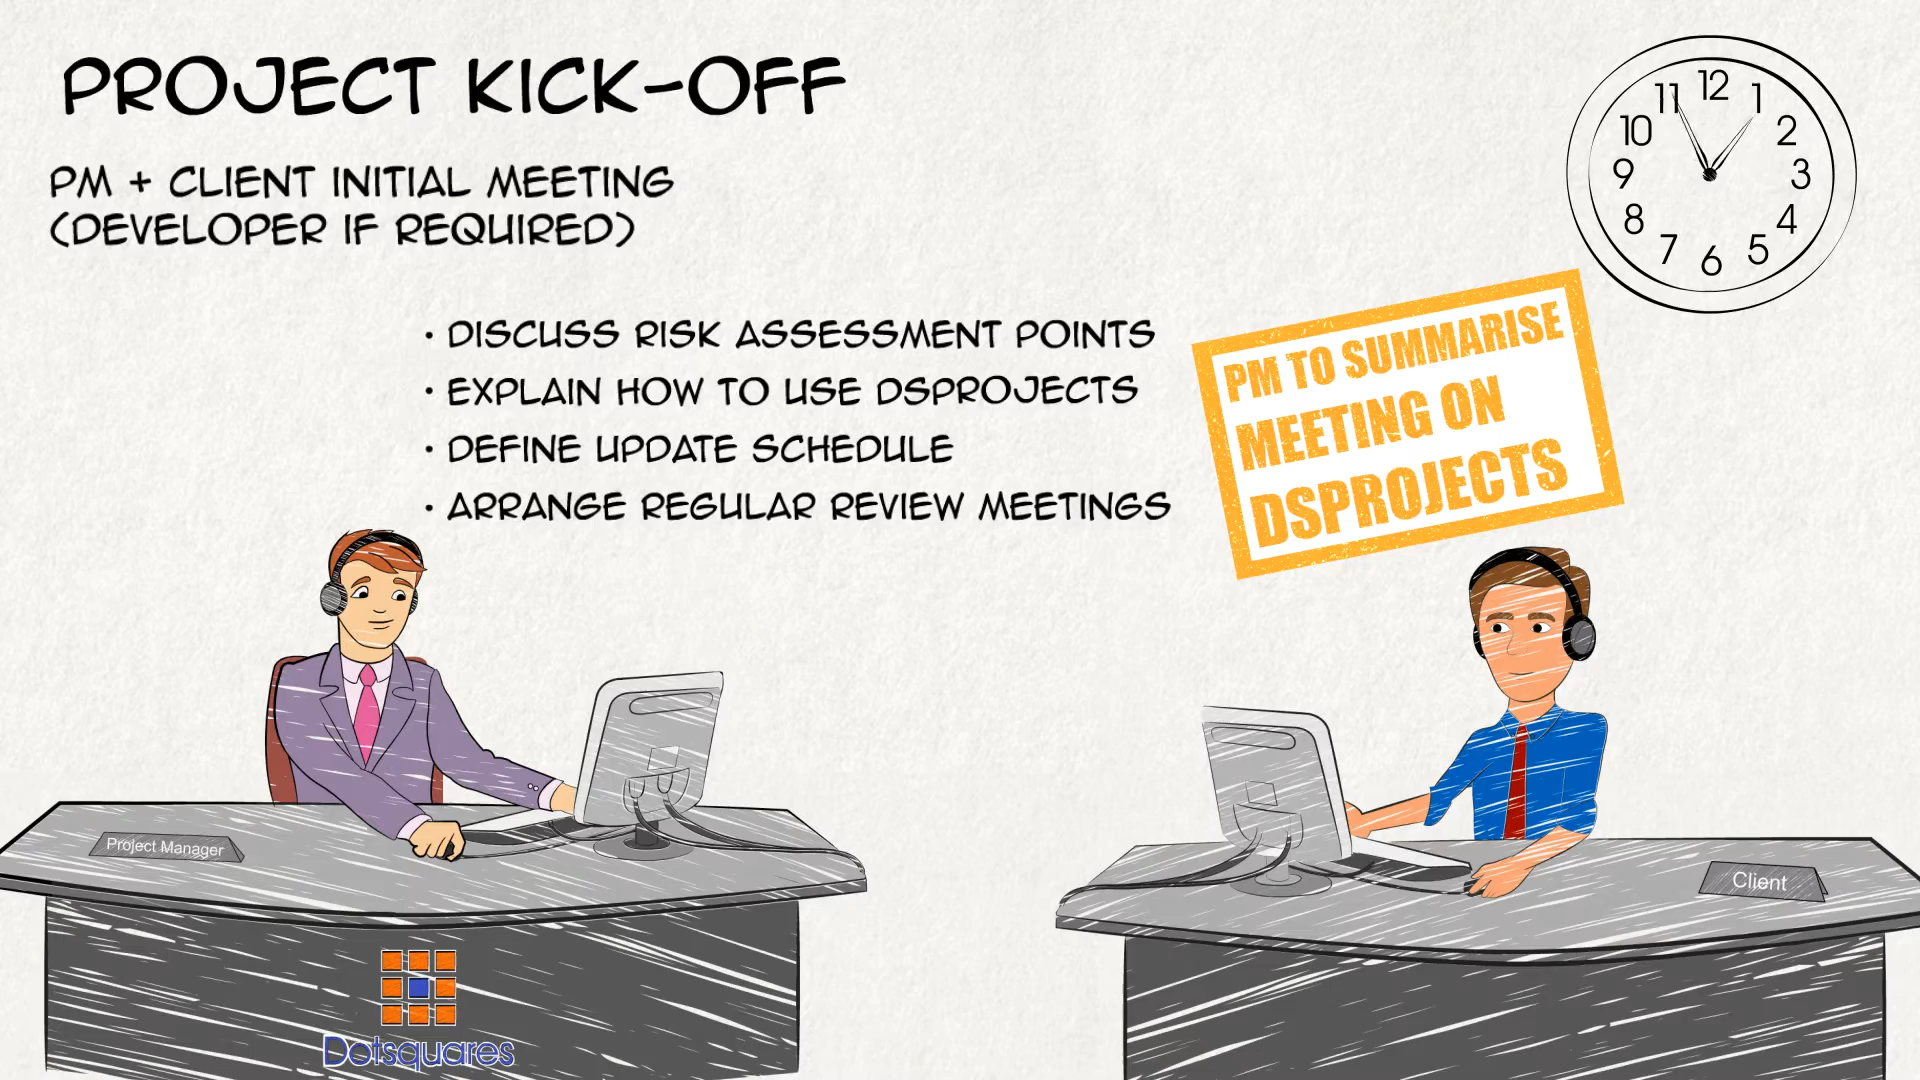 PROJECT KICK-OFF
PM + CLIENT INITIAL MEETING
(DEVELOPER IF REQUIRED)
• DISCUSS RISK ASSESSMENT POINTS
• EXPLAIN HOW TO USE DSPROJECTS
• DEFINE UPDATE SCHEDULE
• ARRANGE REGULAR REVIEW MEETINGS
PM TO SUMMARISE
MEETING ON
DSPROJECTS
12
1
2
3
4
5
6
7
8
9
10
11
Project Manager
Client
Dotsquares